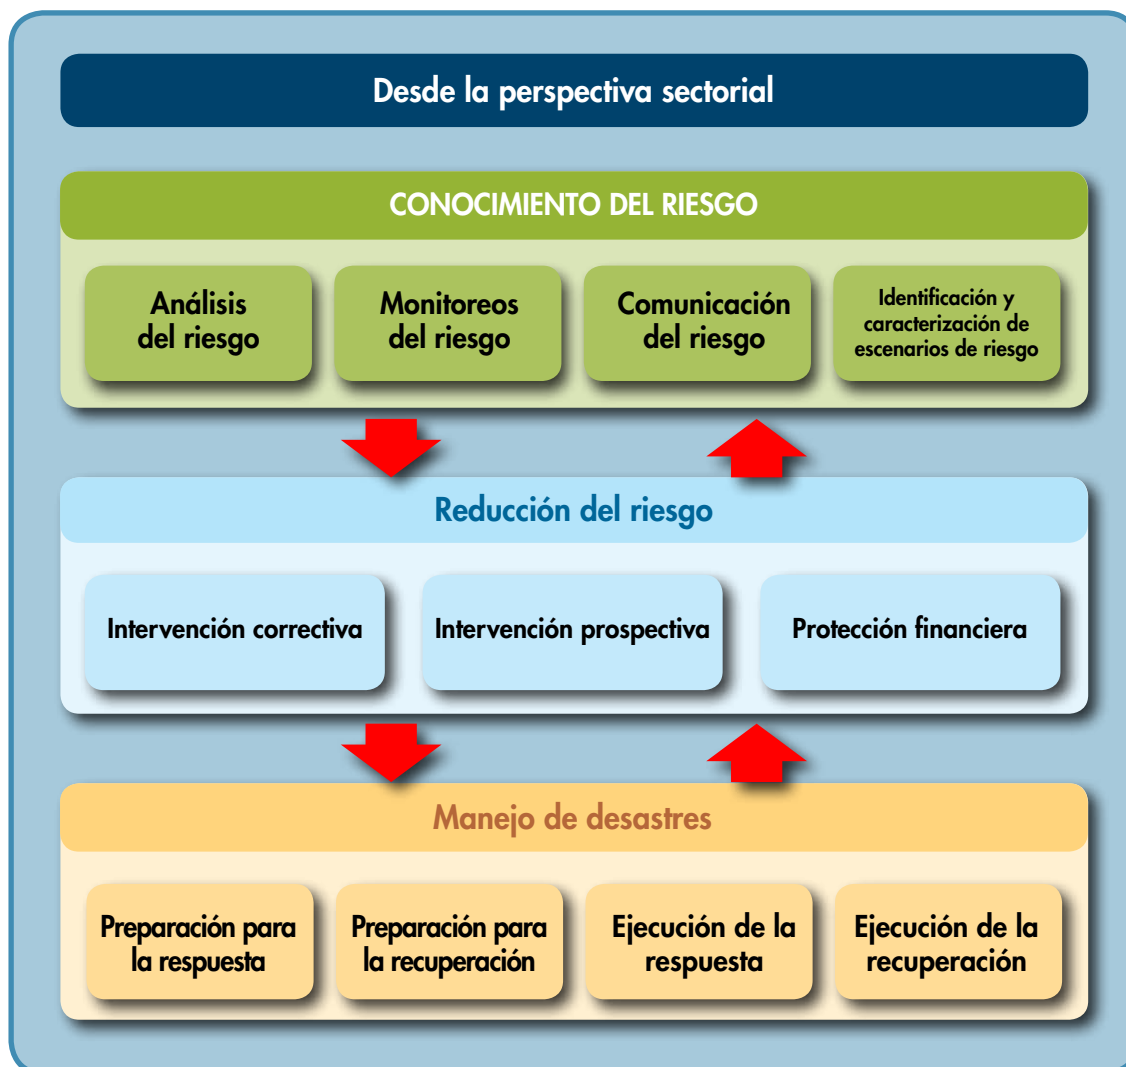 Desde la perspectiva sectorial
CONOCIMIENTO DEL RIESGO
Análisis
del riesgo
Monitoreos
del riesgo
Comunicación
del riesgo
Identificación y
caracterización de
escenarios de riesgo
Reducción del riesgo
Intervención correctiva
Intervención prospectiva
Protección financiera
Manejo de desastres
Preparación para
la respuesta
Preparación para
la recuperación
Ejecución de la
respuesta
Ejecución de la
recuperación